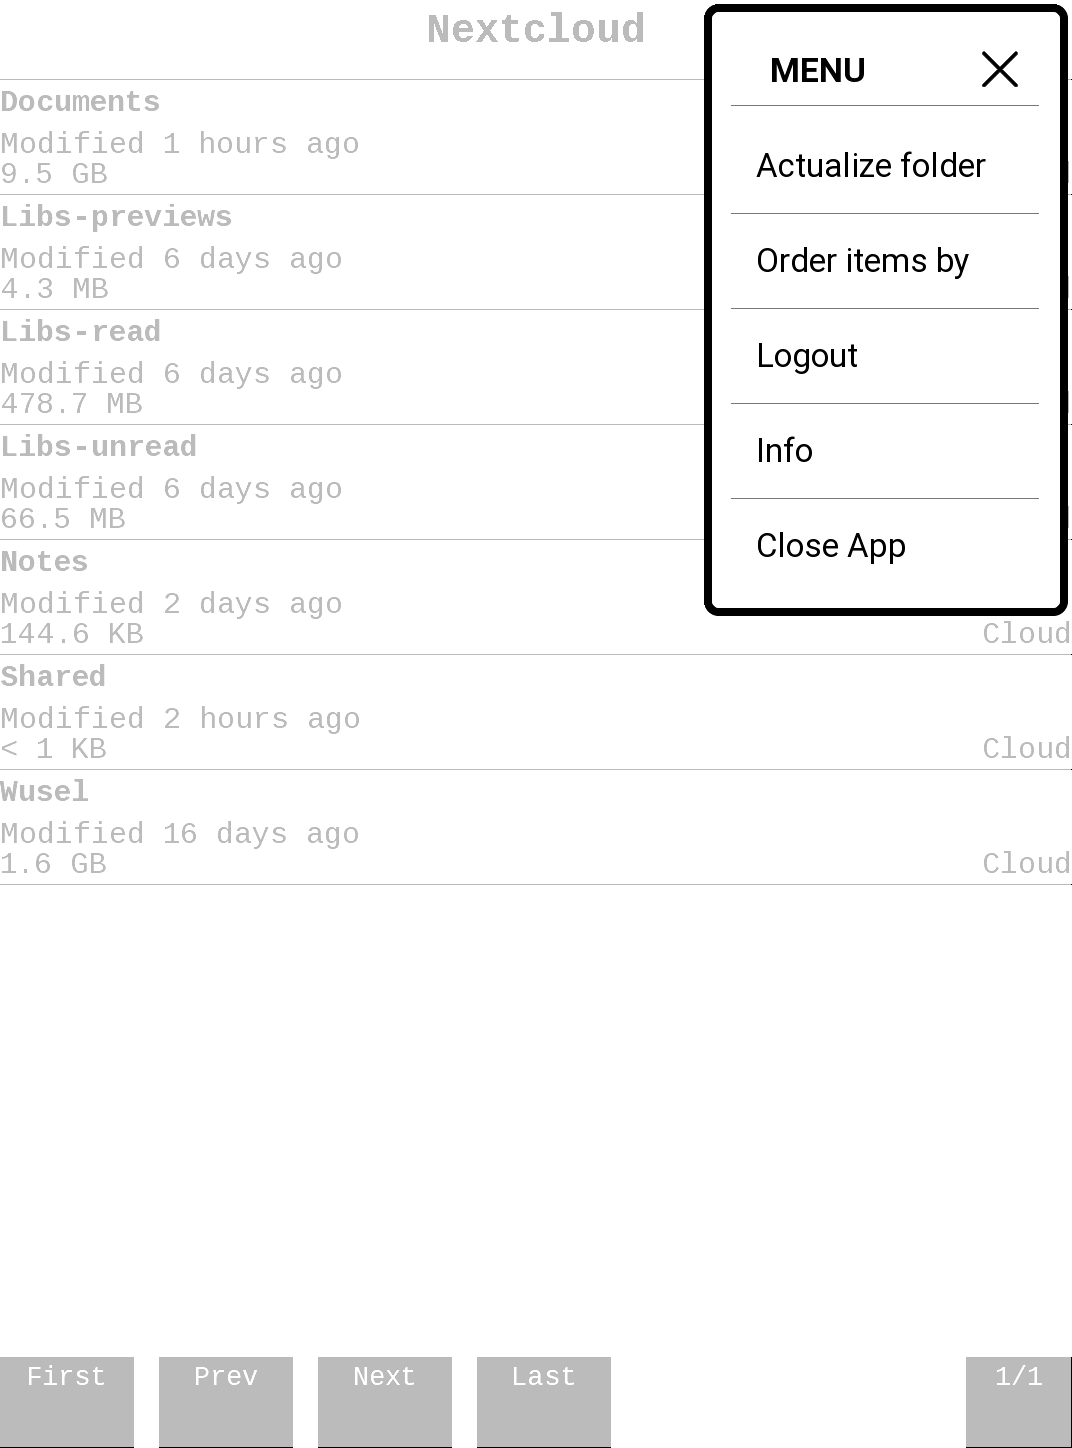 Nextcloud
MENU
Documents
Modified 1 hours ago
9.5 GB
Actualize folder
Libs-previews
Modified 6 days ago
4.3 MB
Order items by
Libs-read
Modified 6 days ago
478.7 MB
Logout
Libs-unread
Modified 6 days ago
66.5 MB
Info
Notes
Modified 2 days ago
144.6 KB
Close App
Cloud
Shared
Modified 2 hours ago
< 1 KB
Cloud
Wusel
Modified 16 days ago
1.6 GB
Cloud
First
Prev
Next
Last
1/1